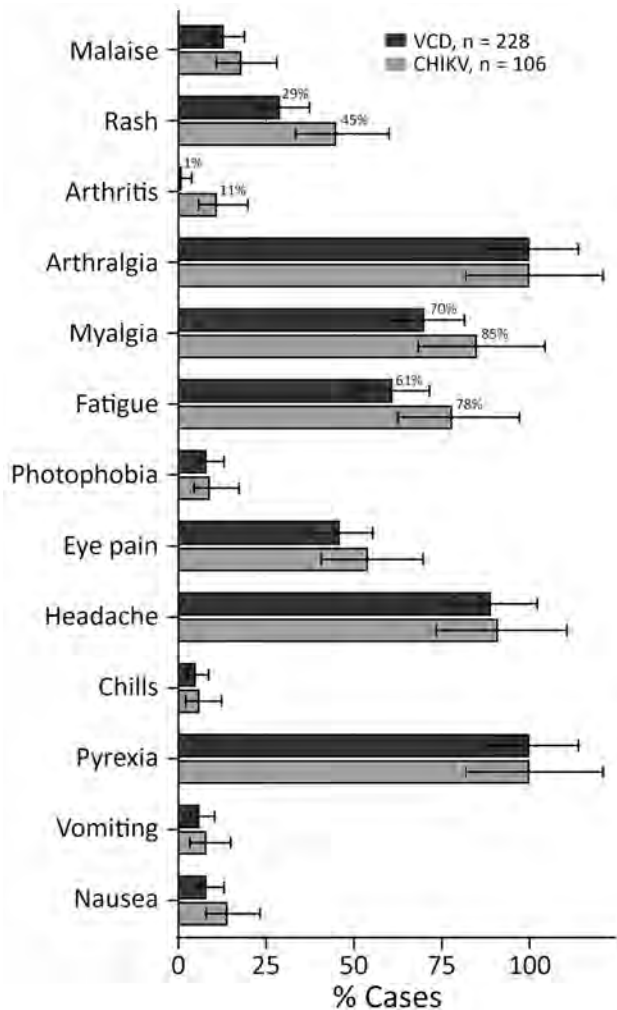 VCD, n = 228
CHIKV, n = 106
Malaise
Rash
29%
45%
Arthritis
1%
11%
Arthralgia
Myalgia
70%
85%
Fatigue
61%
78%
Photophobia
Eye pain
Headache
Chills
Pyrexia
Vomiting
Nausea
0 25 50 75 100
% Cases